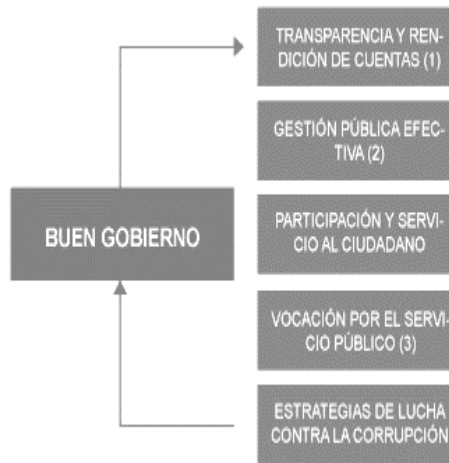 TRANSPARENCIA Y REN-
DICIÓN DE CUENTAS (1)
GESTIÓN PÚBLICA EFEC-
TIVA (2)
BUEN GOBIERNO
PARTICIPACIÓN Y SERVI-
CIO AL CIUDADANO
VOCACIÓN POR EL SERVI-
CIO PÚBLICO (3)
ESTRATEGIAS DE LUCHA
CONTRA LA CORRUPCIÓN